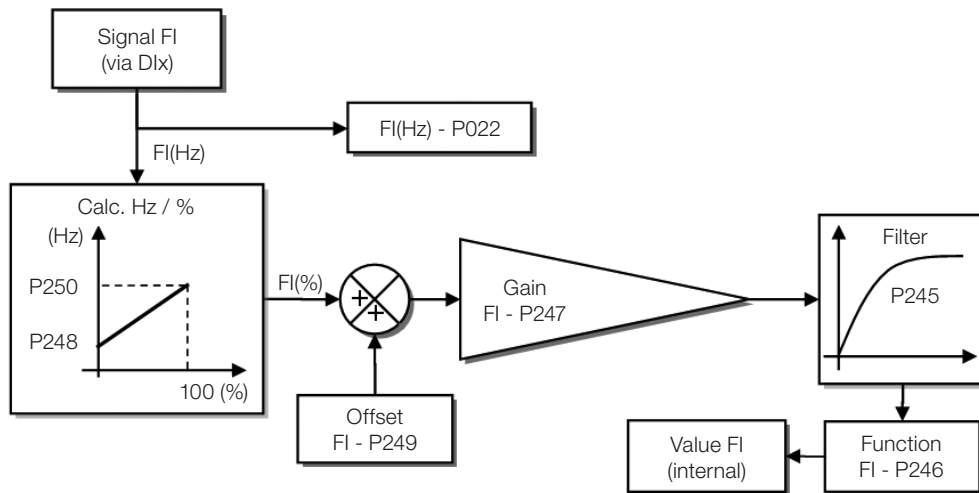 Signal FI
(via DIx)
FI(Hz) - P022
FI(Hz)
Calc. Hz / %
(Hz)
P250
P248
100 (%)
FI(%)
+
+
Offset
FI - P249
Gain
FI - P247
Filter
P245
Function
FI - P246
Value FI
(internal)